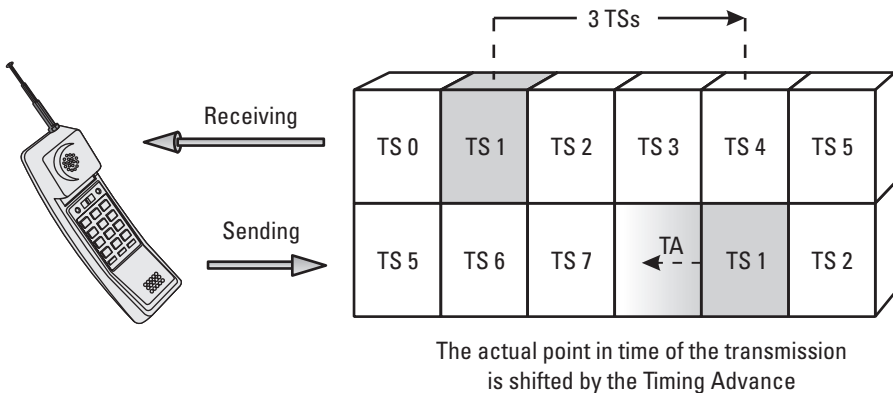 3 TSs
Receiving
TS 0 TS 1 TS 2 TS 3 TS 4 TS 5
Sending
TS 5 TS 6 TS 7 TA TS 1 TS 2
The actual point in time of the transmission
is shifted by the Timing Advance